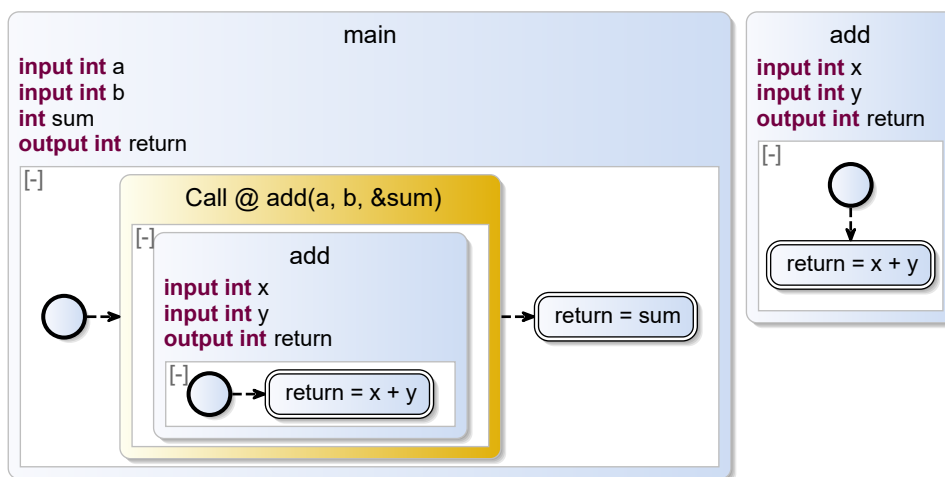 main
input int a
input int b
int sum
output int return
[-]
Call @ add(a, b, &sum)
[-]
add
input int x
input int y
output int return
[-]
return = x + y
return = sum
add
input int x
input int y
output int return
[-]
return = x + y